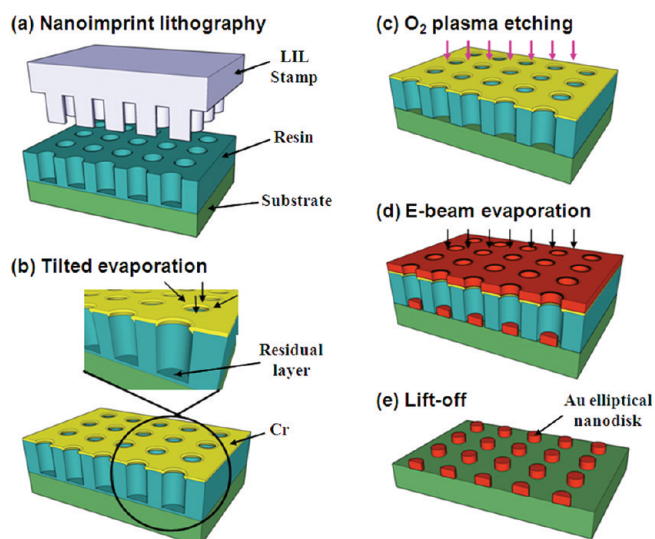 (a) Nanoimprint lithography
LIL
Stamp
Resin
Substrate
(b) Tilted evaporation
Residual
layer
Cr
(c) O₂ plasma etching
(d) E-beam evaporation
(e) Lift-off
Au elliptical
nanodisk